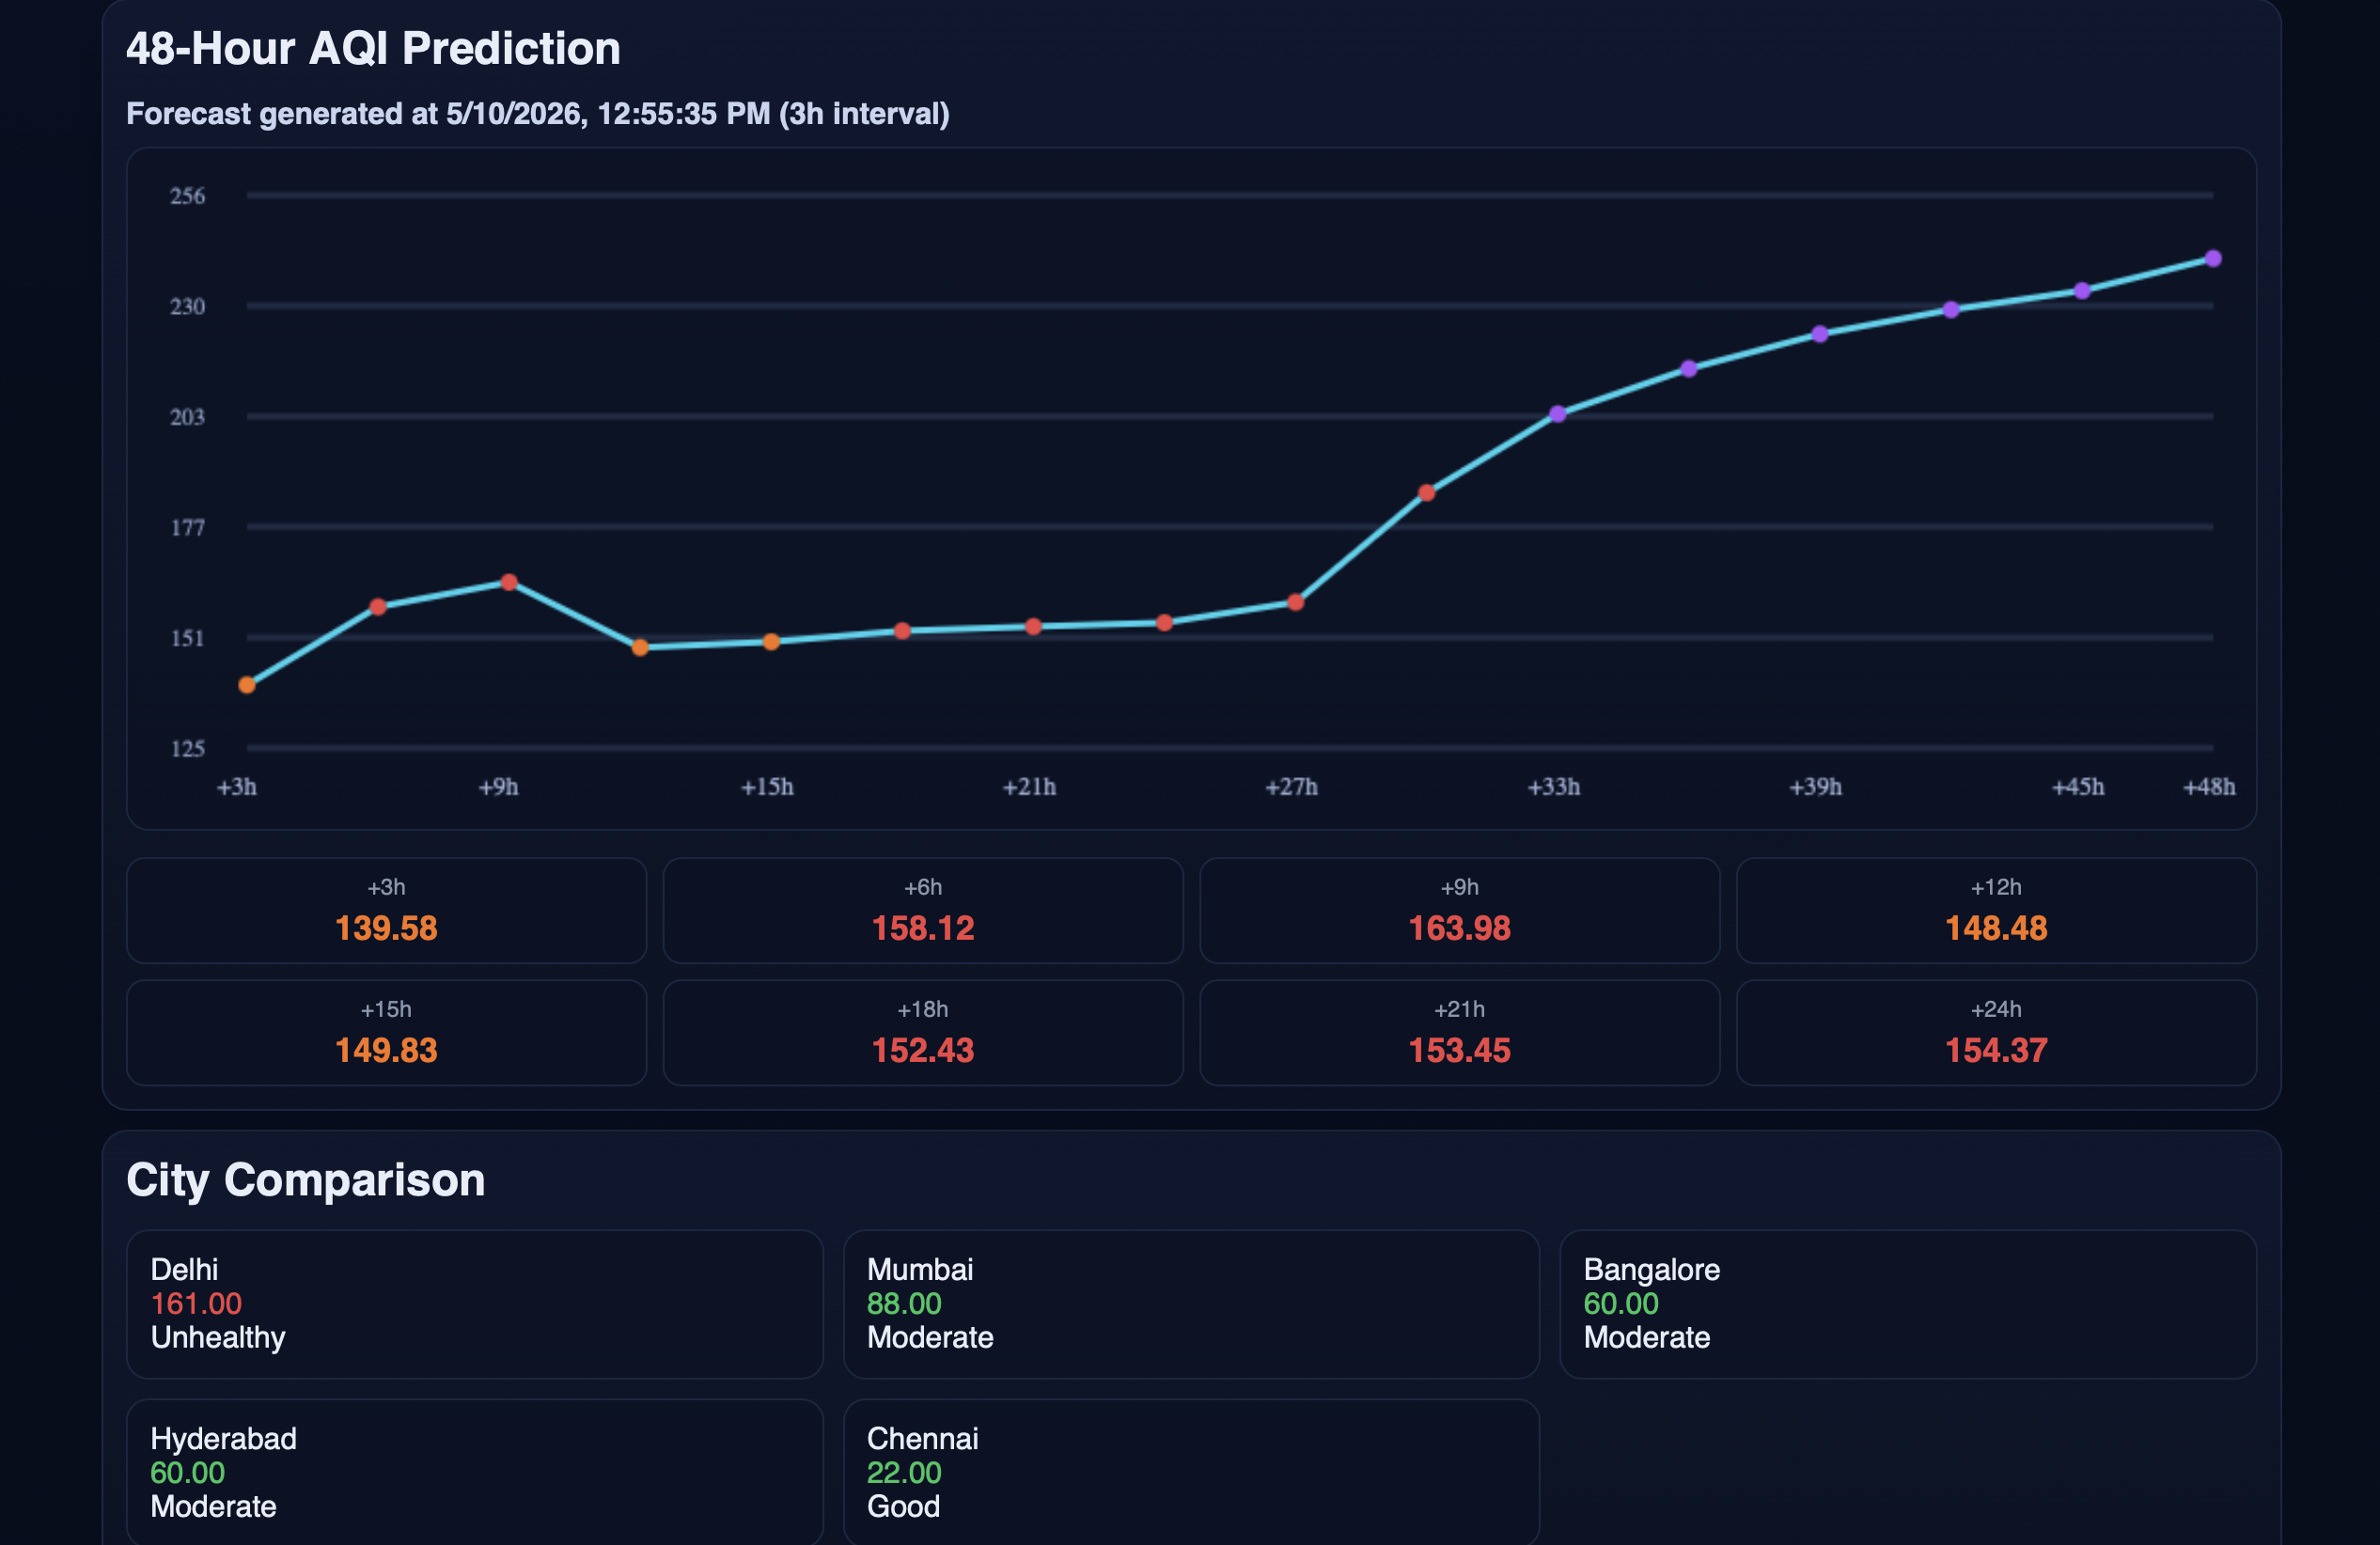 48-Hour AQI Prediction
Forecast generated at 5/10/2026, 12:55:35 PM (3h interval)
256
230
203
177
151
125
+3h +9h +15h +21h +27h +33h +39h +45h +48h
+3h +6h +9h +12h
139.58 158.12 163.98 148.48
+15h +18h +21h +24h
149.83 152.43 153.45 154.37
City Comparison
Delhi
161.00
Unhealthy
Mumbai
88.00
Moderate
Bangalore
60.00
Moderate
Hyderabad
60.00
Moderate
Chennai
22.00
Good